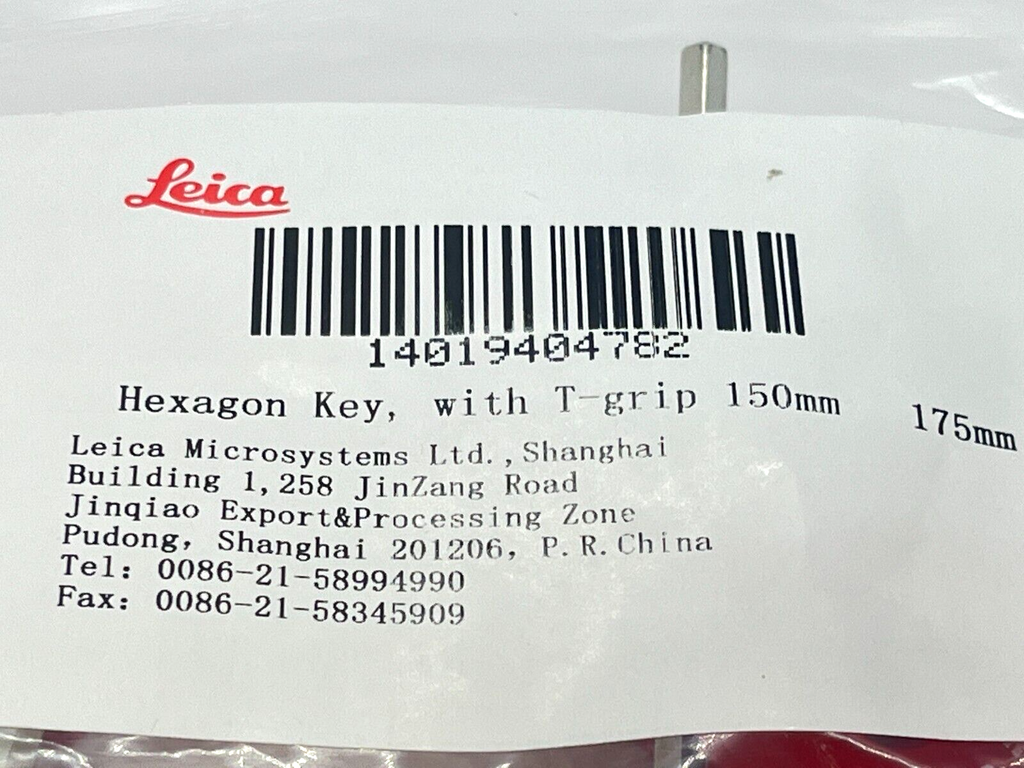 Leica
14019404782
Hexagon Key, with T-grip 150mm 175mm
Leica Microsystems Ltd.,Shanghai
Building 1,258 JinZang Road
Jinqiao Export&Processing Zone
Pudong, Shanghai 201206, P.R.China
Tel: 0086-21-58994990
Fax: 0086-21-58345909